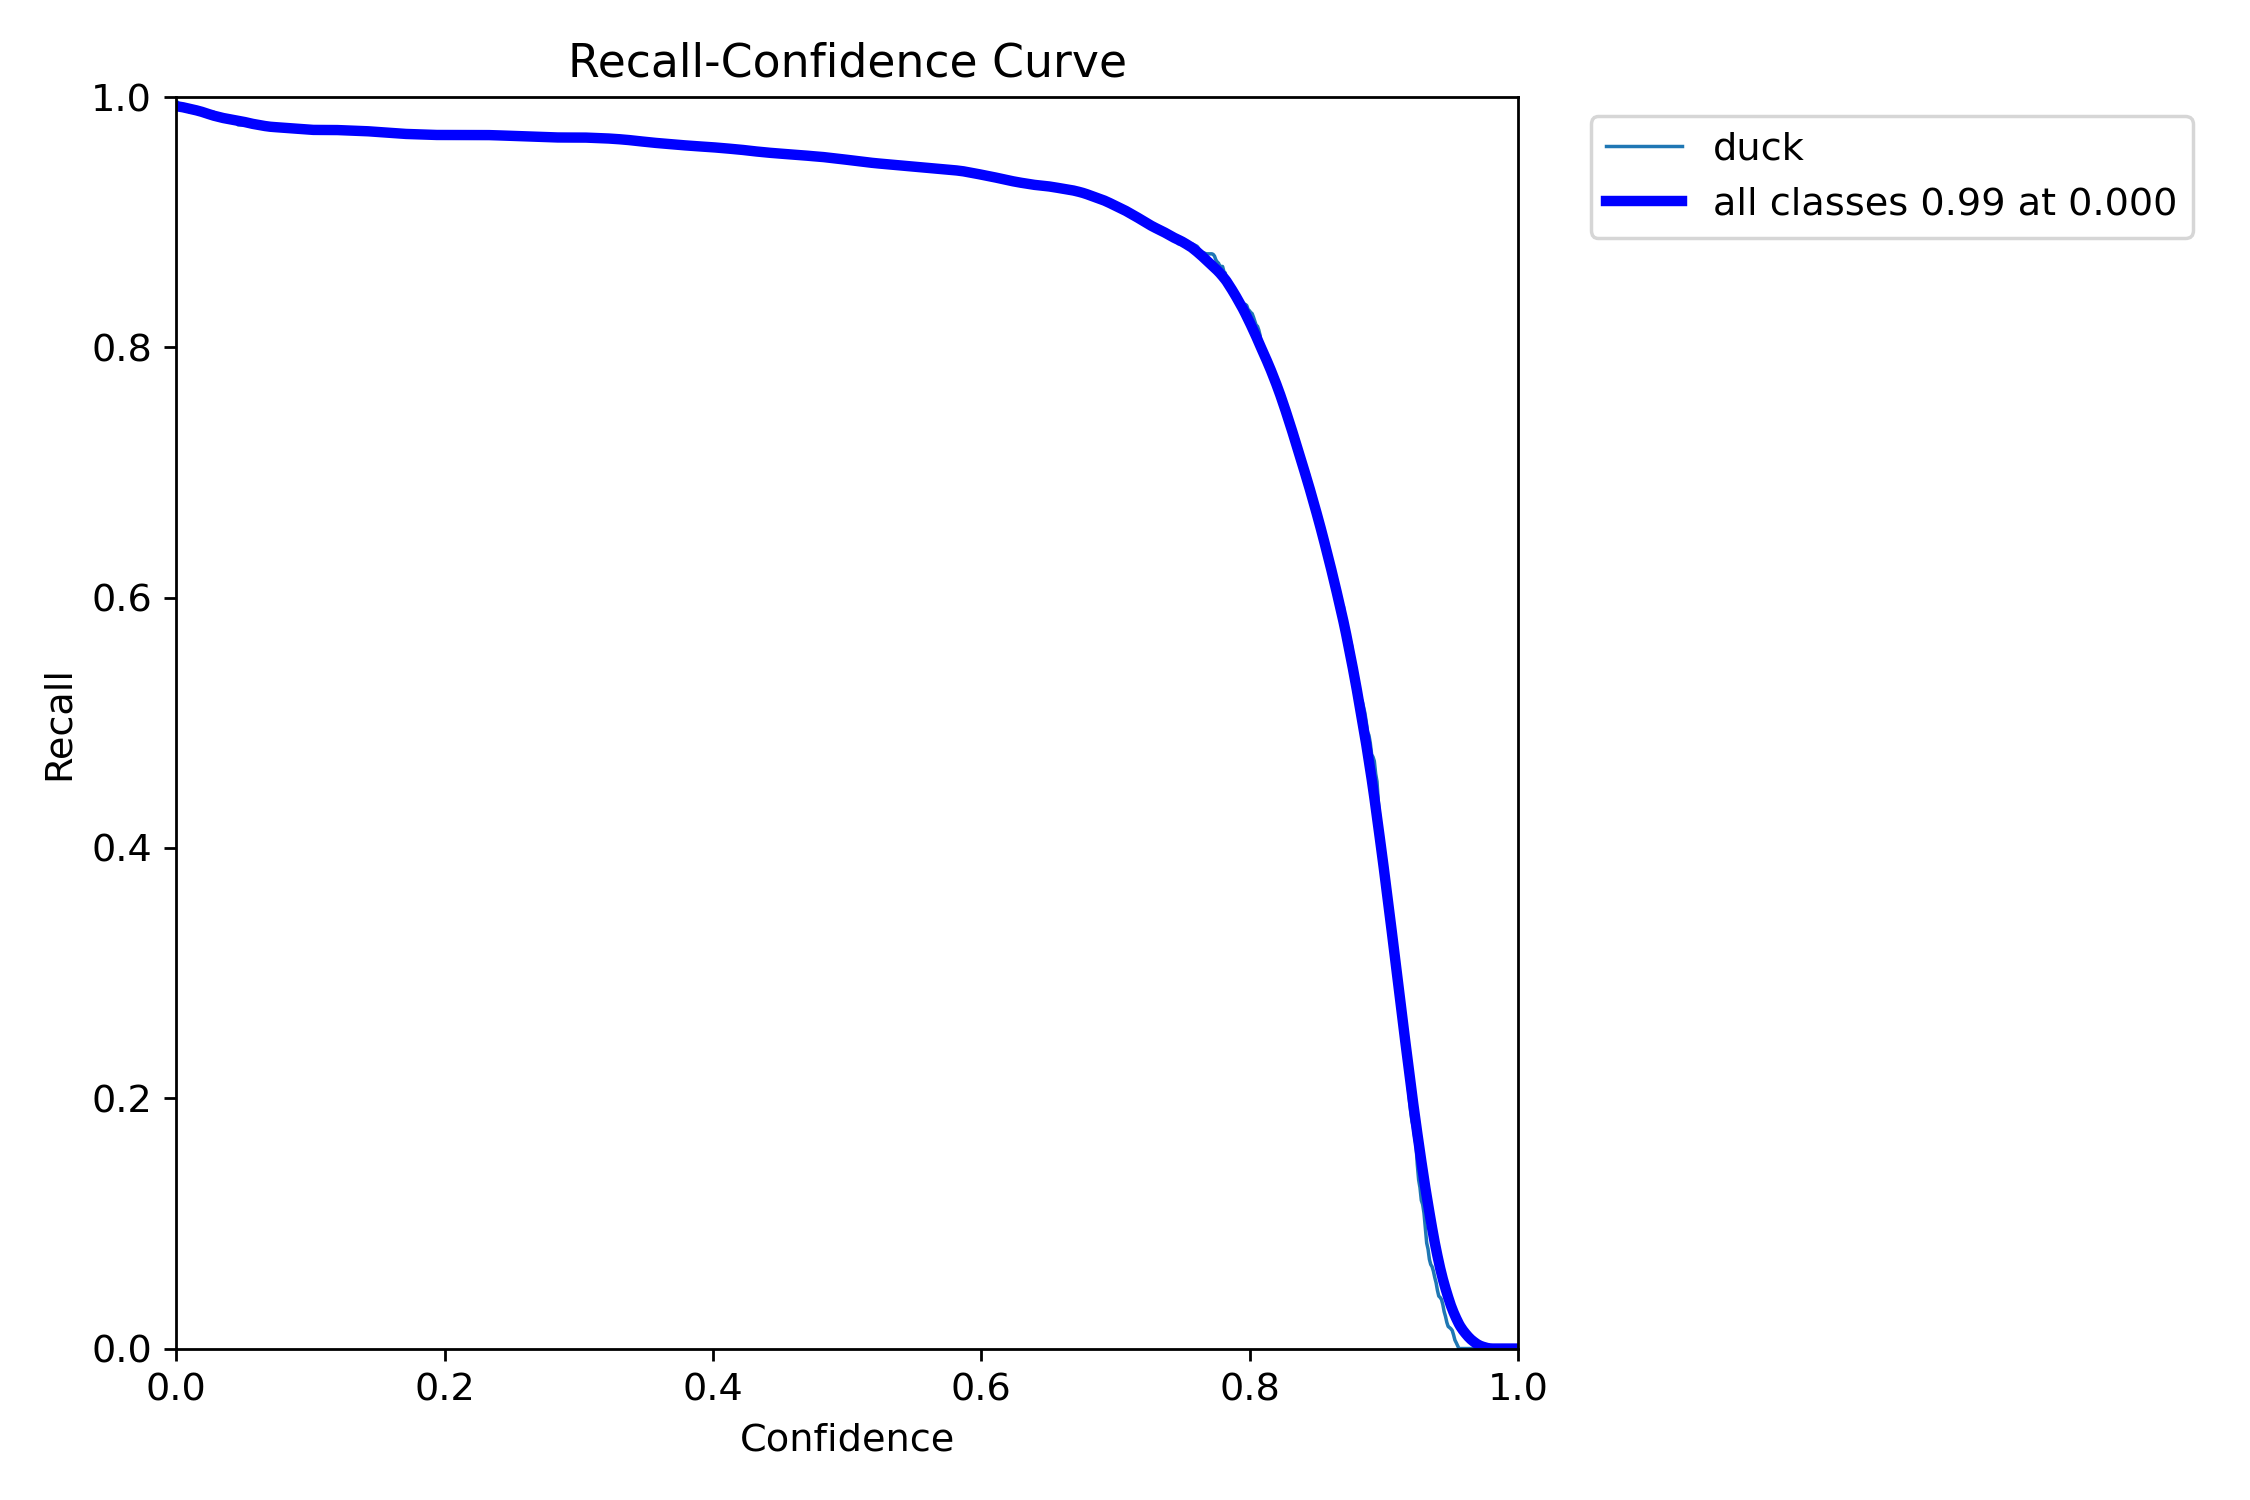 Recall-Confidence Curve
1.0
0.8
0.6
0.4
0.2
0.0
Recall
0.0 0.2 0.4 0.6 0.8 1.0
Confidence
duck
all classes 0.99 at 0.000